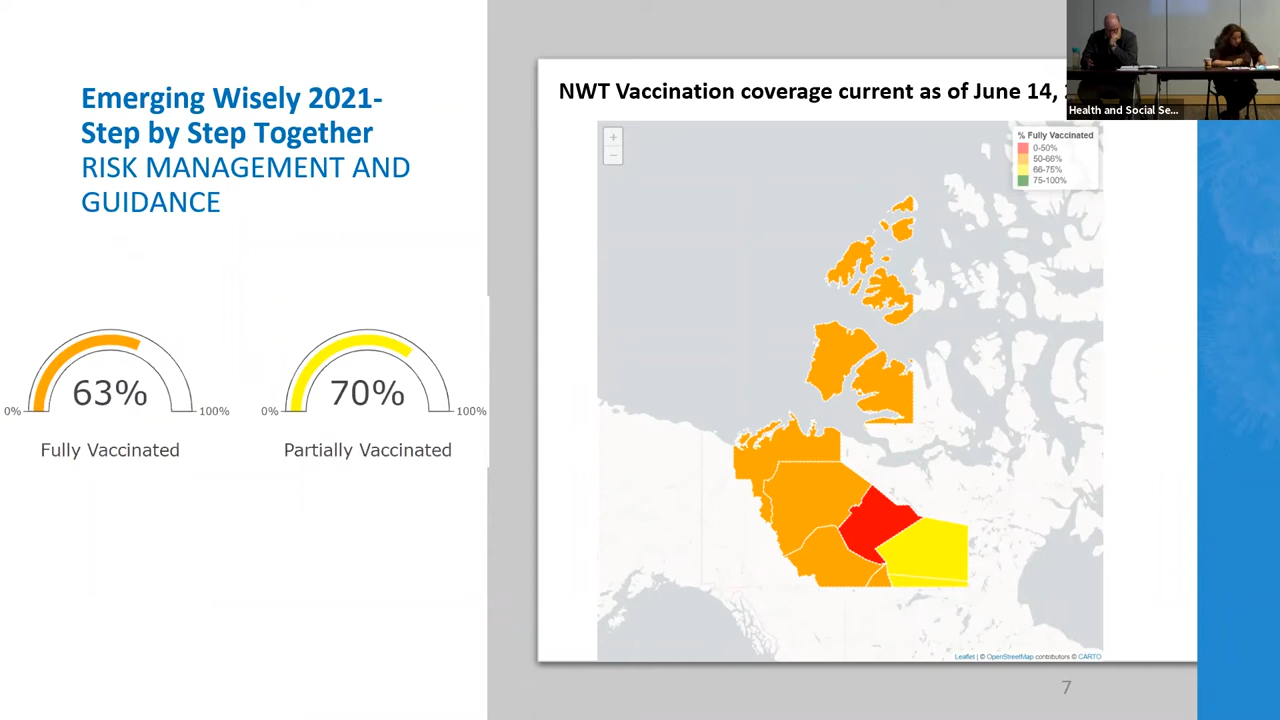 Emerging Wisely 2021-
Step by Step Together
RISK MANAGEMENT AND
GUIDANCE
63%
0%
100%
Fully Vaccinated
70%
0%
100%
Partially Vaccinated
NWT Vaccination coverage current as of June 14,
+
−
% Fully Vaccinated
0-50%
50-66%
66-75%
75-100%
Leaflet | © OpenStreetMap contributors © CARTO
7
Health and Social Se...